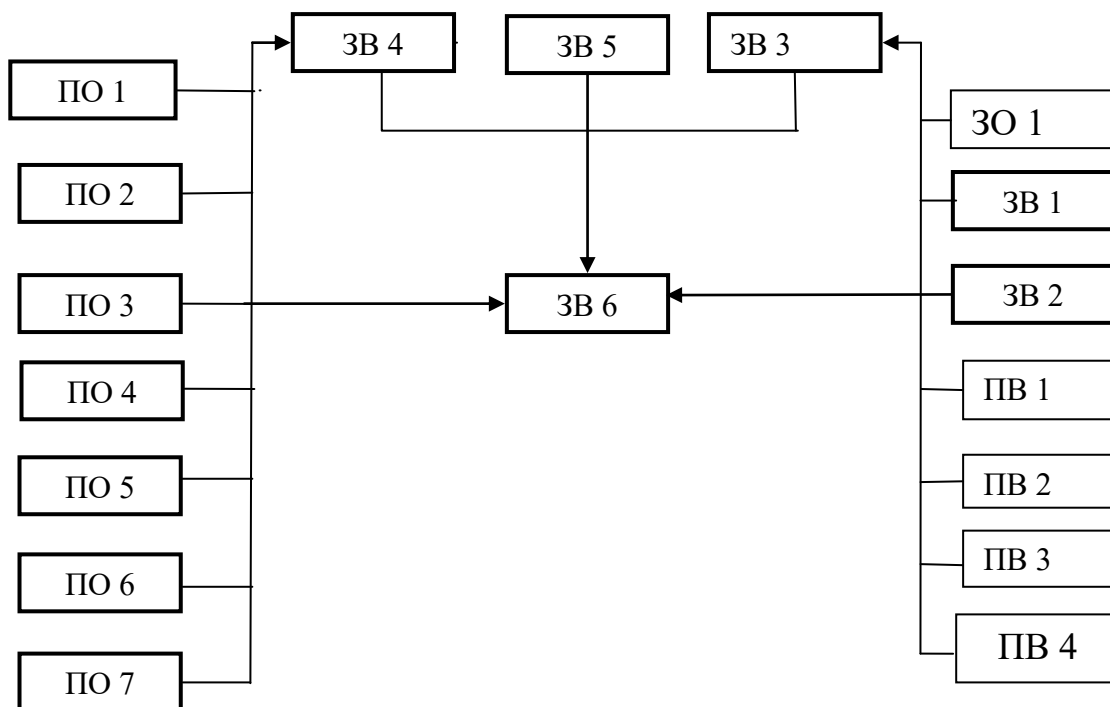 ЗВ 4
ЗВ 5
ЗВ 3
ПО 1
ЗО 1
ПО 2
ЗВ 1
ПО 3
ЗВ 6
ЗВ 2
ПО 4
ПВ 1
ПО 5
ПВ 2
ПО 6
ПВ 3
ПО 7
ПВ 4